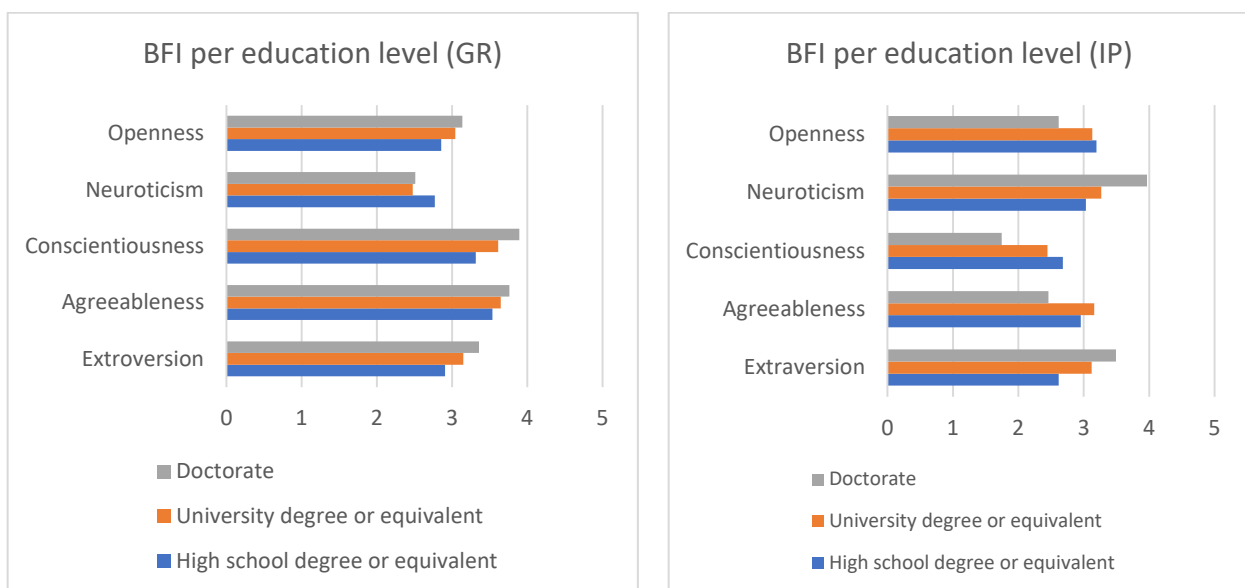 BFI per education level (GR)
Openness
Neuroticism
Conscientiousness
Agreeableness
Extroversion
0 1 2 3 4 5
Doctorate
University degree or equivalent
High school degree or equivalent
BFI per education level (IP)
Openness
Neuroticism
Conscientiousness
Agreeableness
Extraversion
0 1 2 3 4 5
Doctorate
University degree or equivalent
High school degree or equivalent